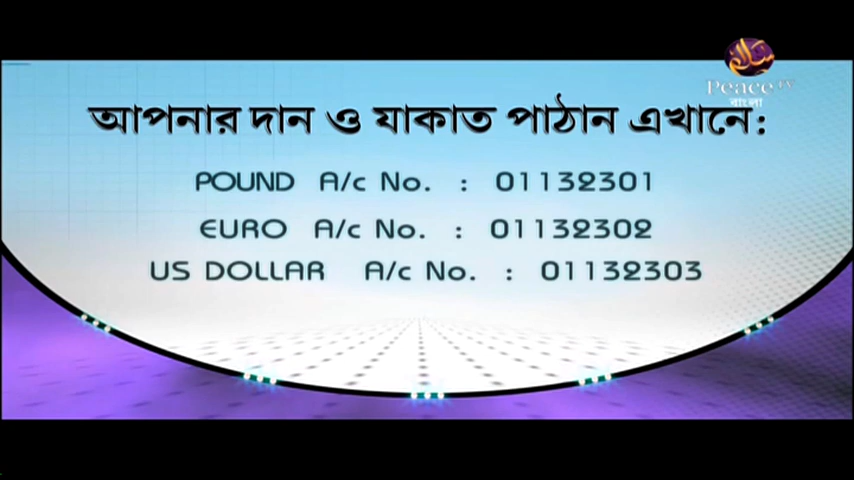 Peace TV
বাংলা
আপনার দান ও যাকাত পাঠান এখানে:
POUND A/c No. : 01132301
EURO A/c No. : 01132302
US DOLLAR A/c No. : 01132303